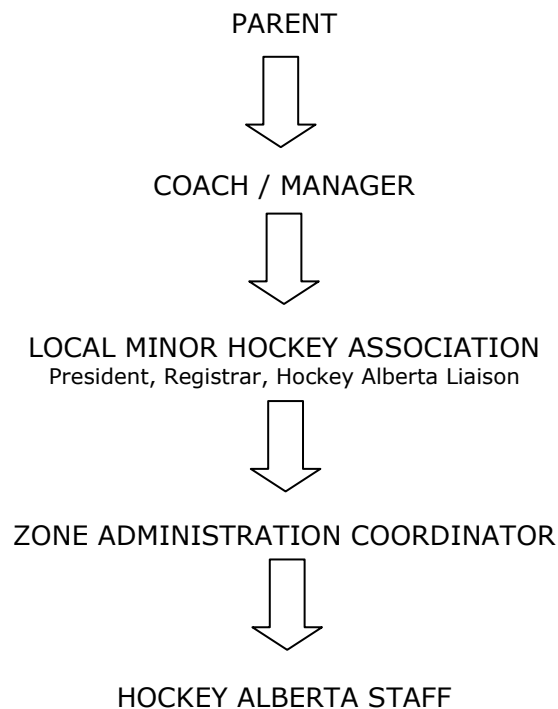 PARENT
COACH / MANAGER
LOCAL MINOR HOCKEY ASSOCIATION
President, Registrar, Hockey Alberta Liaison
ZONE ADMINISTRATION COORDINATOR
HOCKEY ALBERTA STAFF